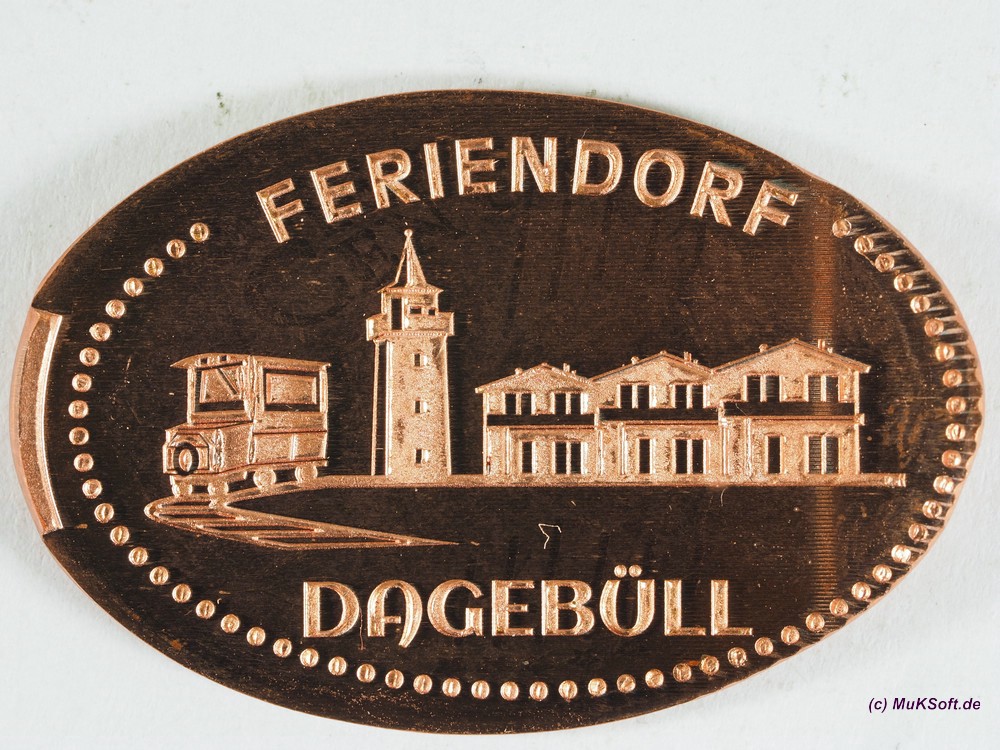 FERIENDORF
DAGEBÜLL
(c) MuKSoft.de